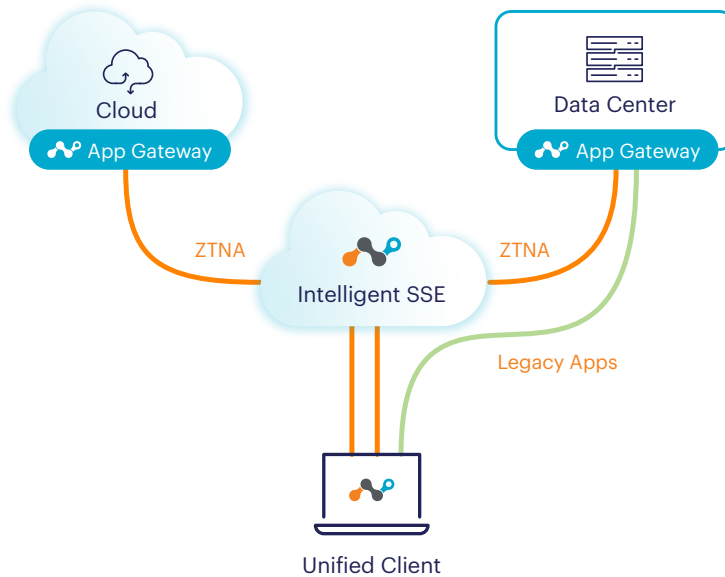 Cloud
App Gateway
Data Center
App Gateway
ZTNA
ZTNA
Intelligent SSE
Legacy Apps
Unified Client